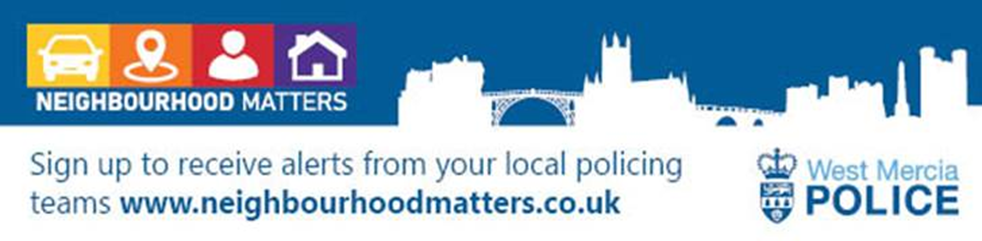 NEIGHBOURHOOD MATTERS
Sign up to receive alerts from your local policing
teams www.neighbourhoodmatters.co.uk
West Mercia
POLICE